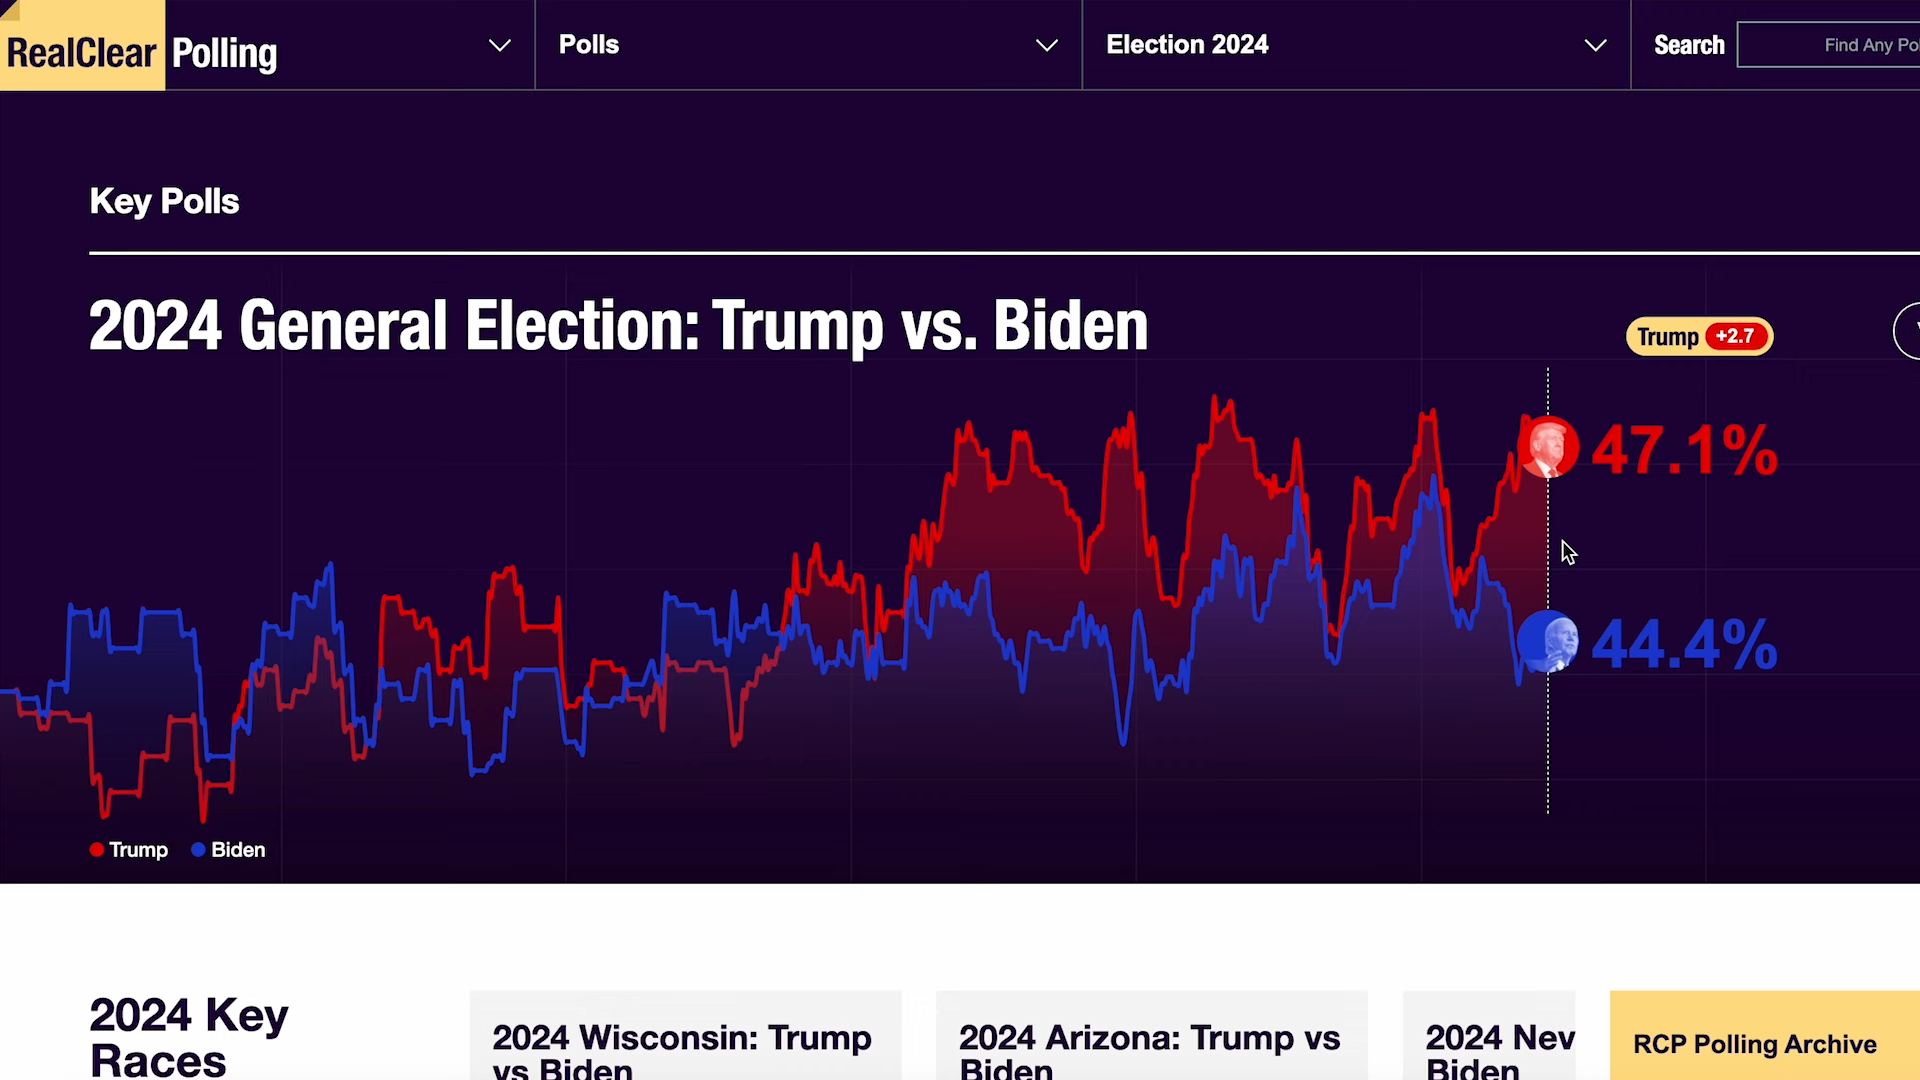 RealClear Polling
Polls
Election 2024
Search
Find Any Pol
Key Polls
2024 General Election: Trump vs. Biden
Trump +2.7
47.1%
44.4%
Trump Biden
2024 Key
Races
2024 Wisconsin: Trump
vs Biden
2024 Arizona: Trump vs
Biden
2024 Nev
Biden
RCP Polling Archive